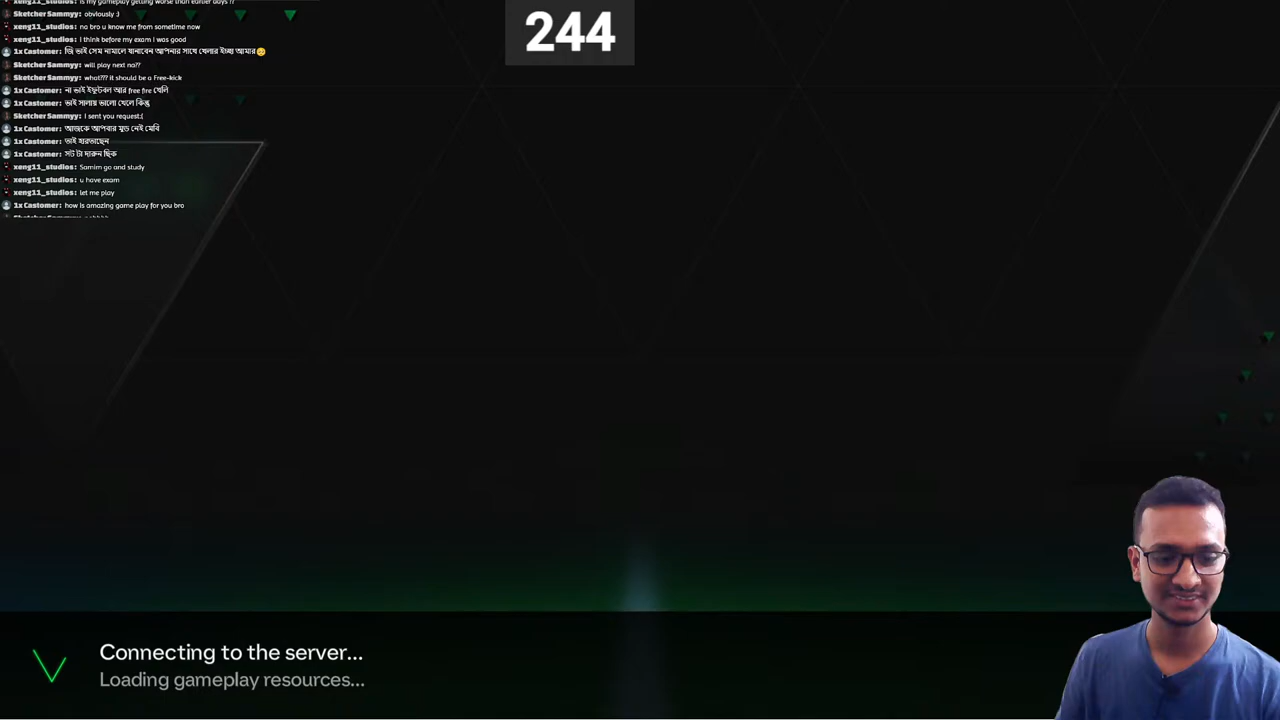 is my gameplay getting worse than earlier days ??
Sketcher Sammyy: obviously :)
xeng11_studios: no bro u know me from sometime now
xeng11_studios: I think before my exam I was good
1x Castomer: জি ভাই সেম নামালে যানাবেন আপনার সাথে খেলার ইচ্ছা আমার🥺
Sketcher Sammyy: will play next na??
Sketcher Sammyy: what??? it should be a Free-kick
1x Castomer: না ভাই ইফুটবল আর free fire খেলি
1x Castomer: ভাই সালায় ভালো খেলে কিন্তু
Sketcher Sammyy: I sent you request:(
1x Castomer: আজকে আপনার মুড নেই মেবি
1x Castomer: তাই হারতাছেন
1x Castomer: সট টা দারুন ছিক
xeng11_studios: Samim go and study
xeng11_studios: u have exam
xeng11_studios: let me play
1x Castomer: how is amazing game play for you bro
244
Connecting to the server...
Loading gameplay resources...